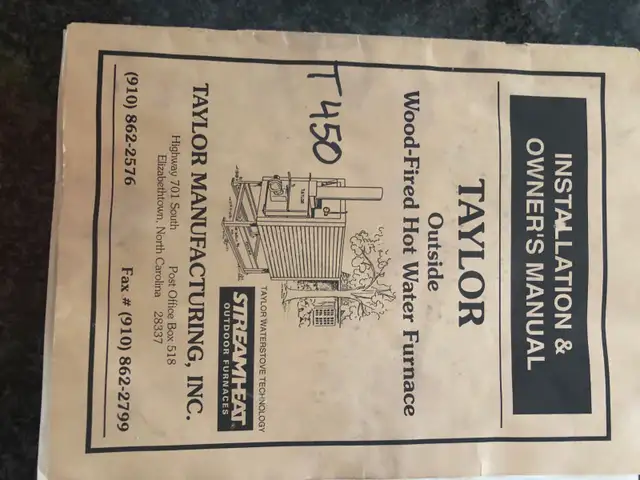 INSTALLATION &
OWNER'S MANUAL
TAYLOR
Outside
Wood-Fired Hot Water Furnace
T 450
TAYLOR WATERSTOVE TECHNOLOGY
STREAMHEAT
OUTDOOR FURNACES
TAYLOR MANUFACTURING, INC.
Highway 701 South Post Office Box 518
Elizabethtown, North Carolina 28337
(910) 862-2576 Fax # (910) 862-2799